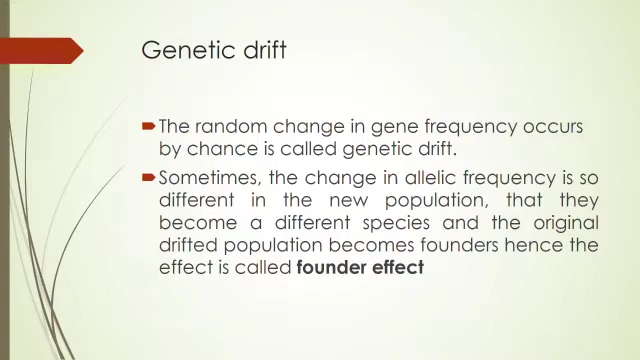 Genetic drift
The random change in gene frequency occurs
by chance is called genetic drift.
Sometimes, the change in allelic frequency is so
different in the new population, that they
become a different species and the original
drifted population becomes founders hence the
effect is called founder effect